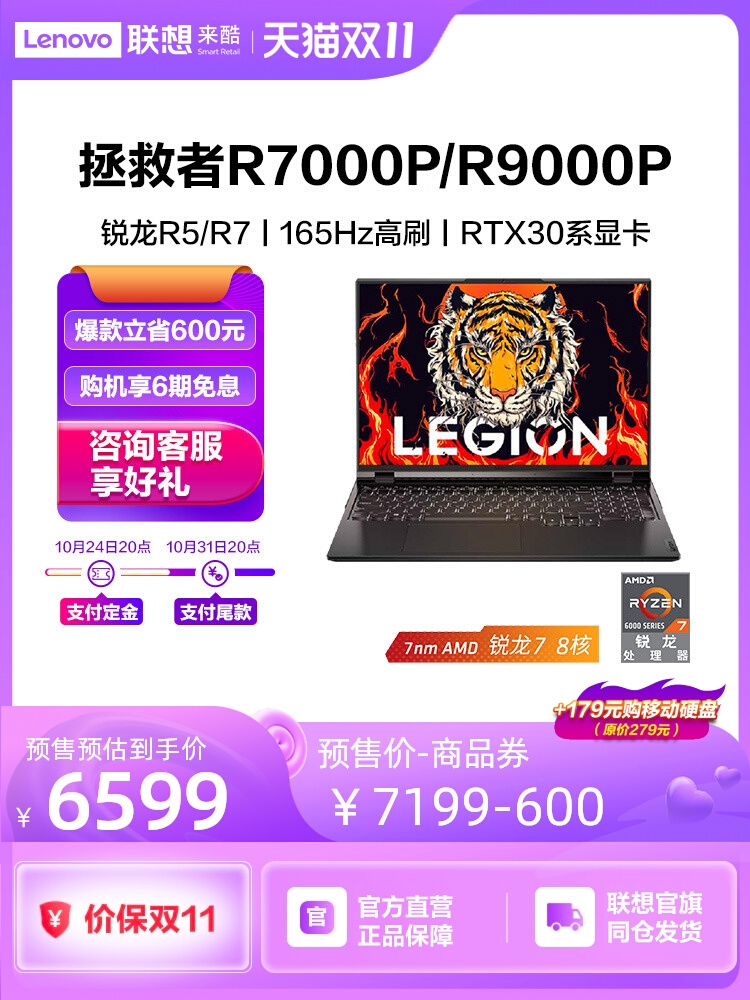 Lenovo 联想 来酷 Smart Retail 天猫双11
拯救者R7000P/R9000P
锐龙R5/R7 | 165Hz高刷 | RTX30系显卡
爆款立省600元
购机享6期免息
咨询客服
享好礼
10月24日20点 10月31日20点
支付定金 支付尾款
LEGION
AMD
RYZEN
6000 SERIES 7
锐龙
处理器
7nm AMD 锐龙7 8核
+179元购移动硬盘
(原价279元)
预售预估到手价
¥6599
预售价-商品券
¥7199-600
¥ 价保双11
官 官方直营
正品保障
联想官旗
同仓发货